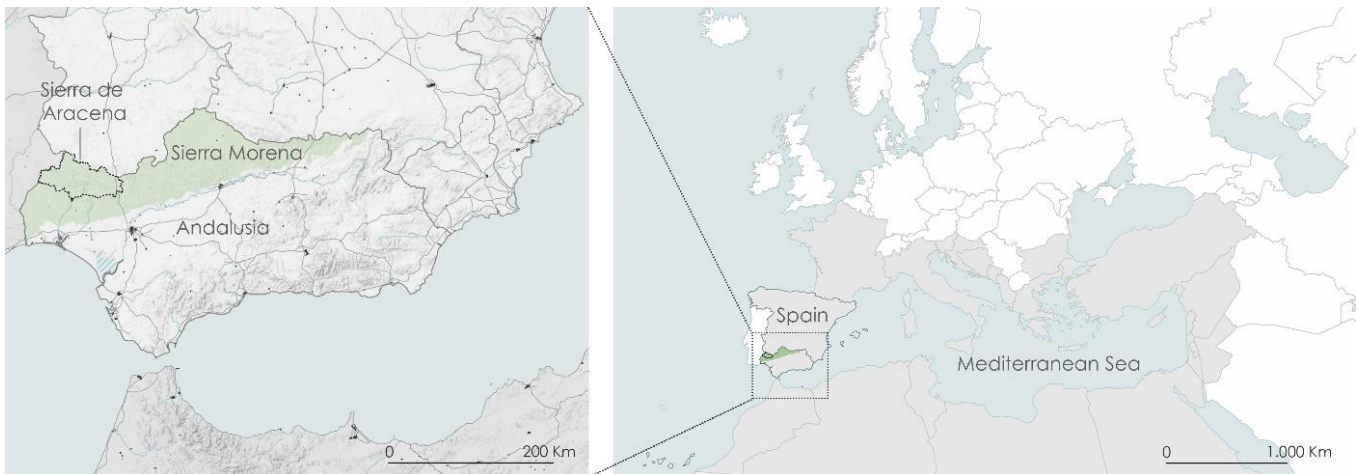 Sierra de
Aracena
Sierra Morena
Andalusia
0 200 Km
Spain
Mediterranean Sea
0 1.000 Km